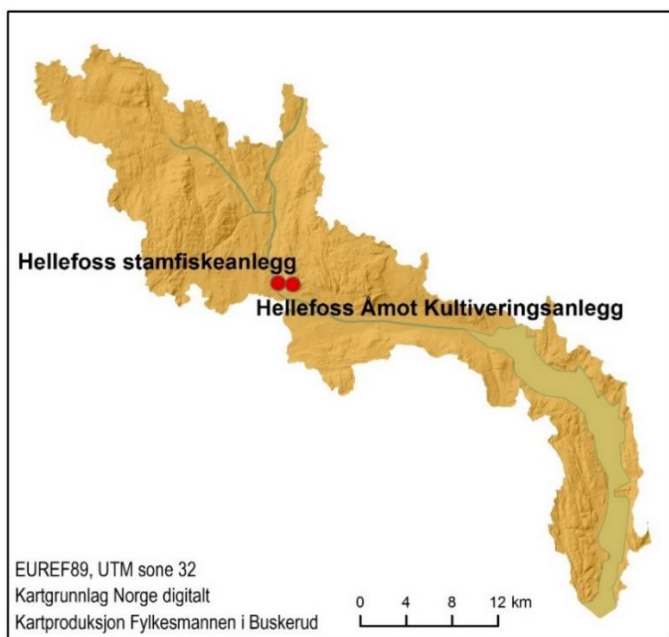 Hellefoss stamfiskeanlegg
Hellefoss Åmot Kultiveringsanlegg
EUREF89, UTM sone 32
Kartgrunnlag Norge digitalt
Kartproduksjon Fylkesmannen i Buskerud
0 4 8 12 km